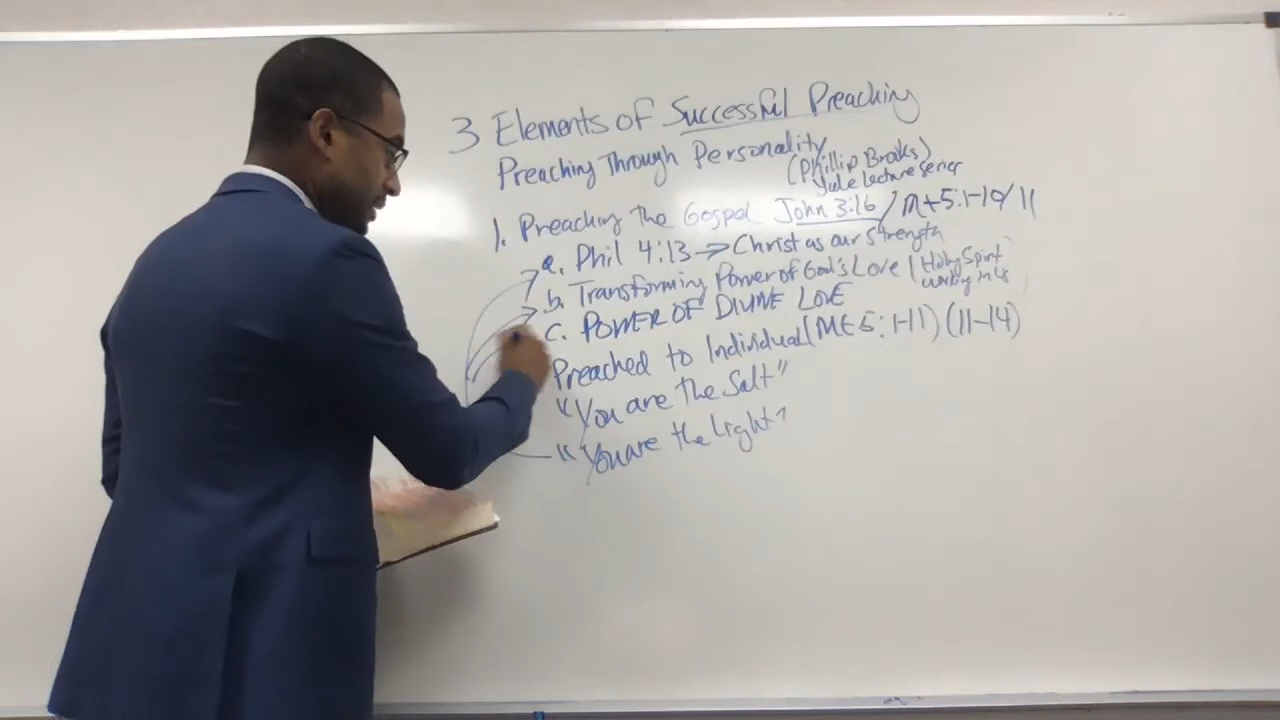 3 Elements of Successful Preaching
Preaching Through Personality
(Phillip Brooks)
Yale Lecture Series
1. Preaching The Gospel John 3:16 / Mt 5:1-10/11
a. Phil 4:13 → Christ as our strength
b. Transforming Power of God's Love / Holy Spirit
working in us
c. POWER OF DIVINE LOVE
Preached to Individual (Mt 5:1-11) (11-14)
"You are the Salt"
"You are the Light"